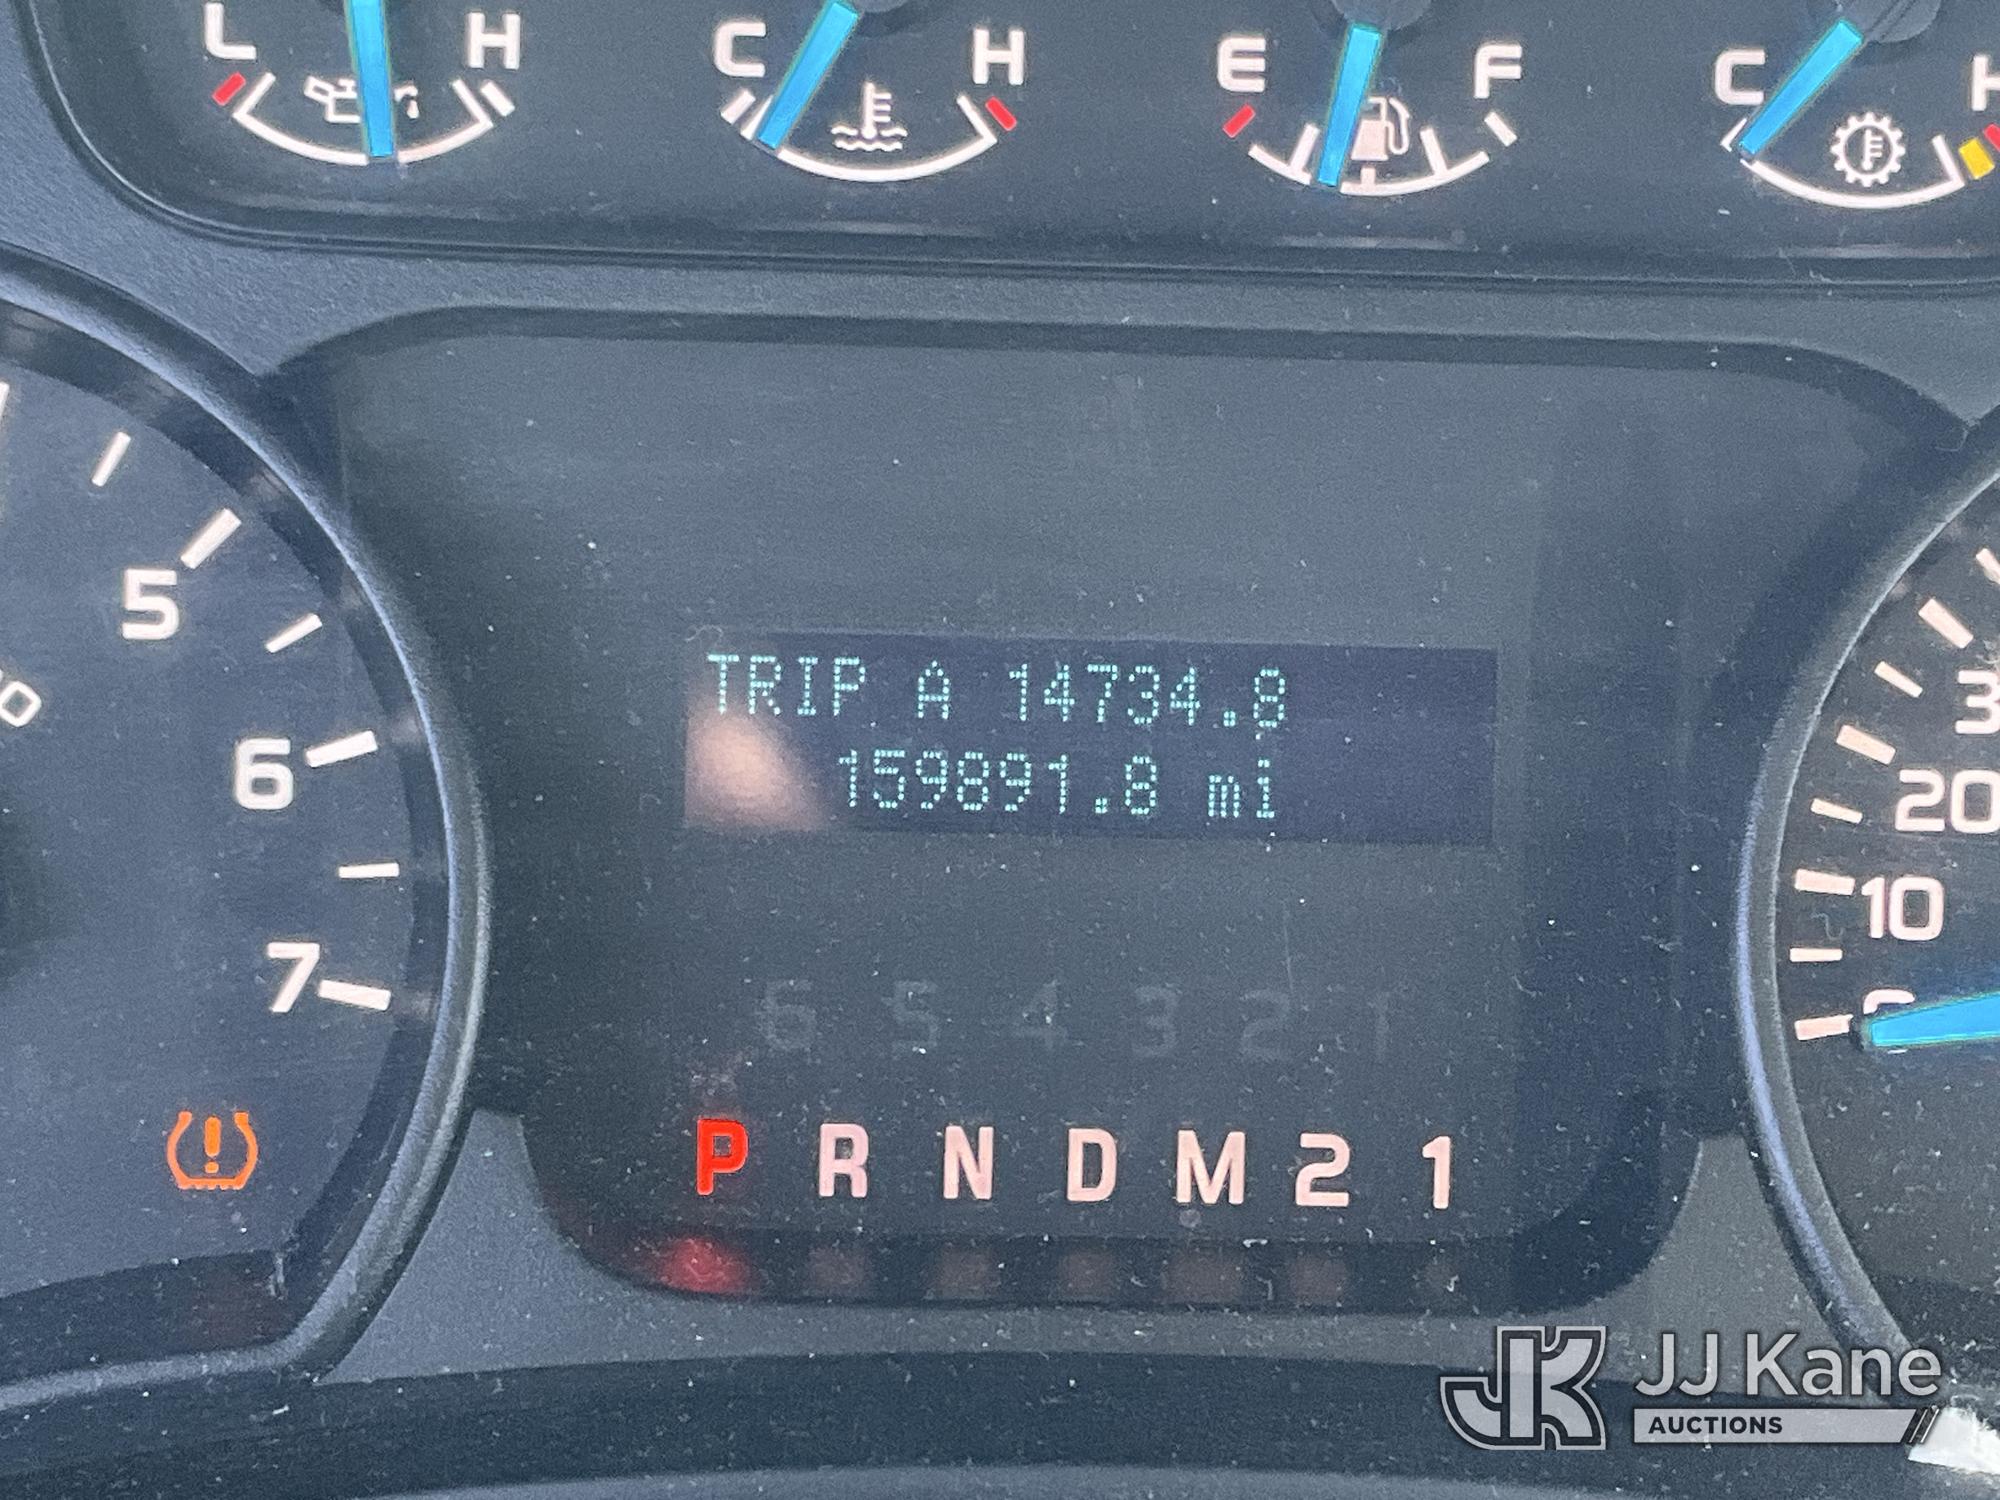 L H C H E F C H
5
6
7
TRIP A 14734.8
159891.8 mi
6 5 4 3 2 1
P R N D M 2 1
20
10
0
JJ Kane
AUCTIONS